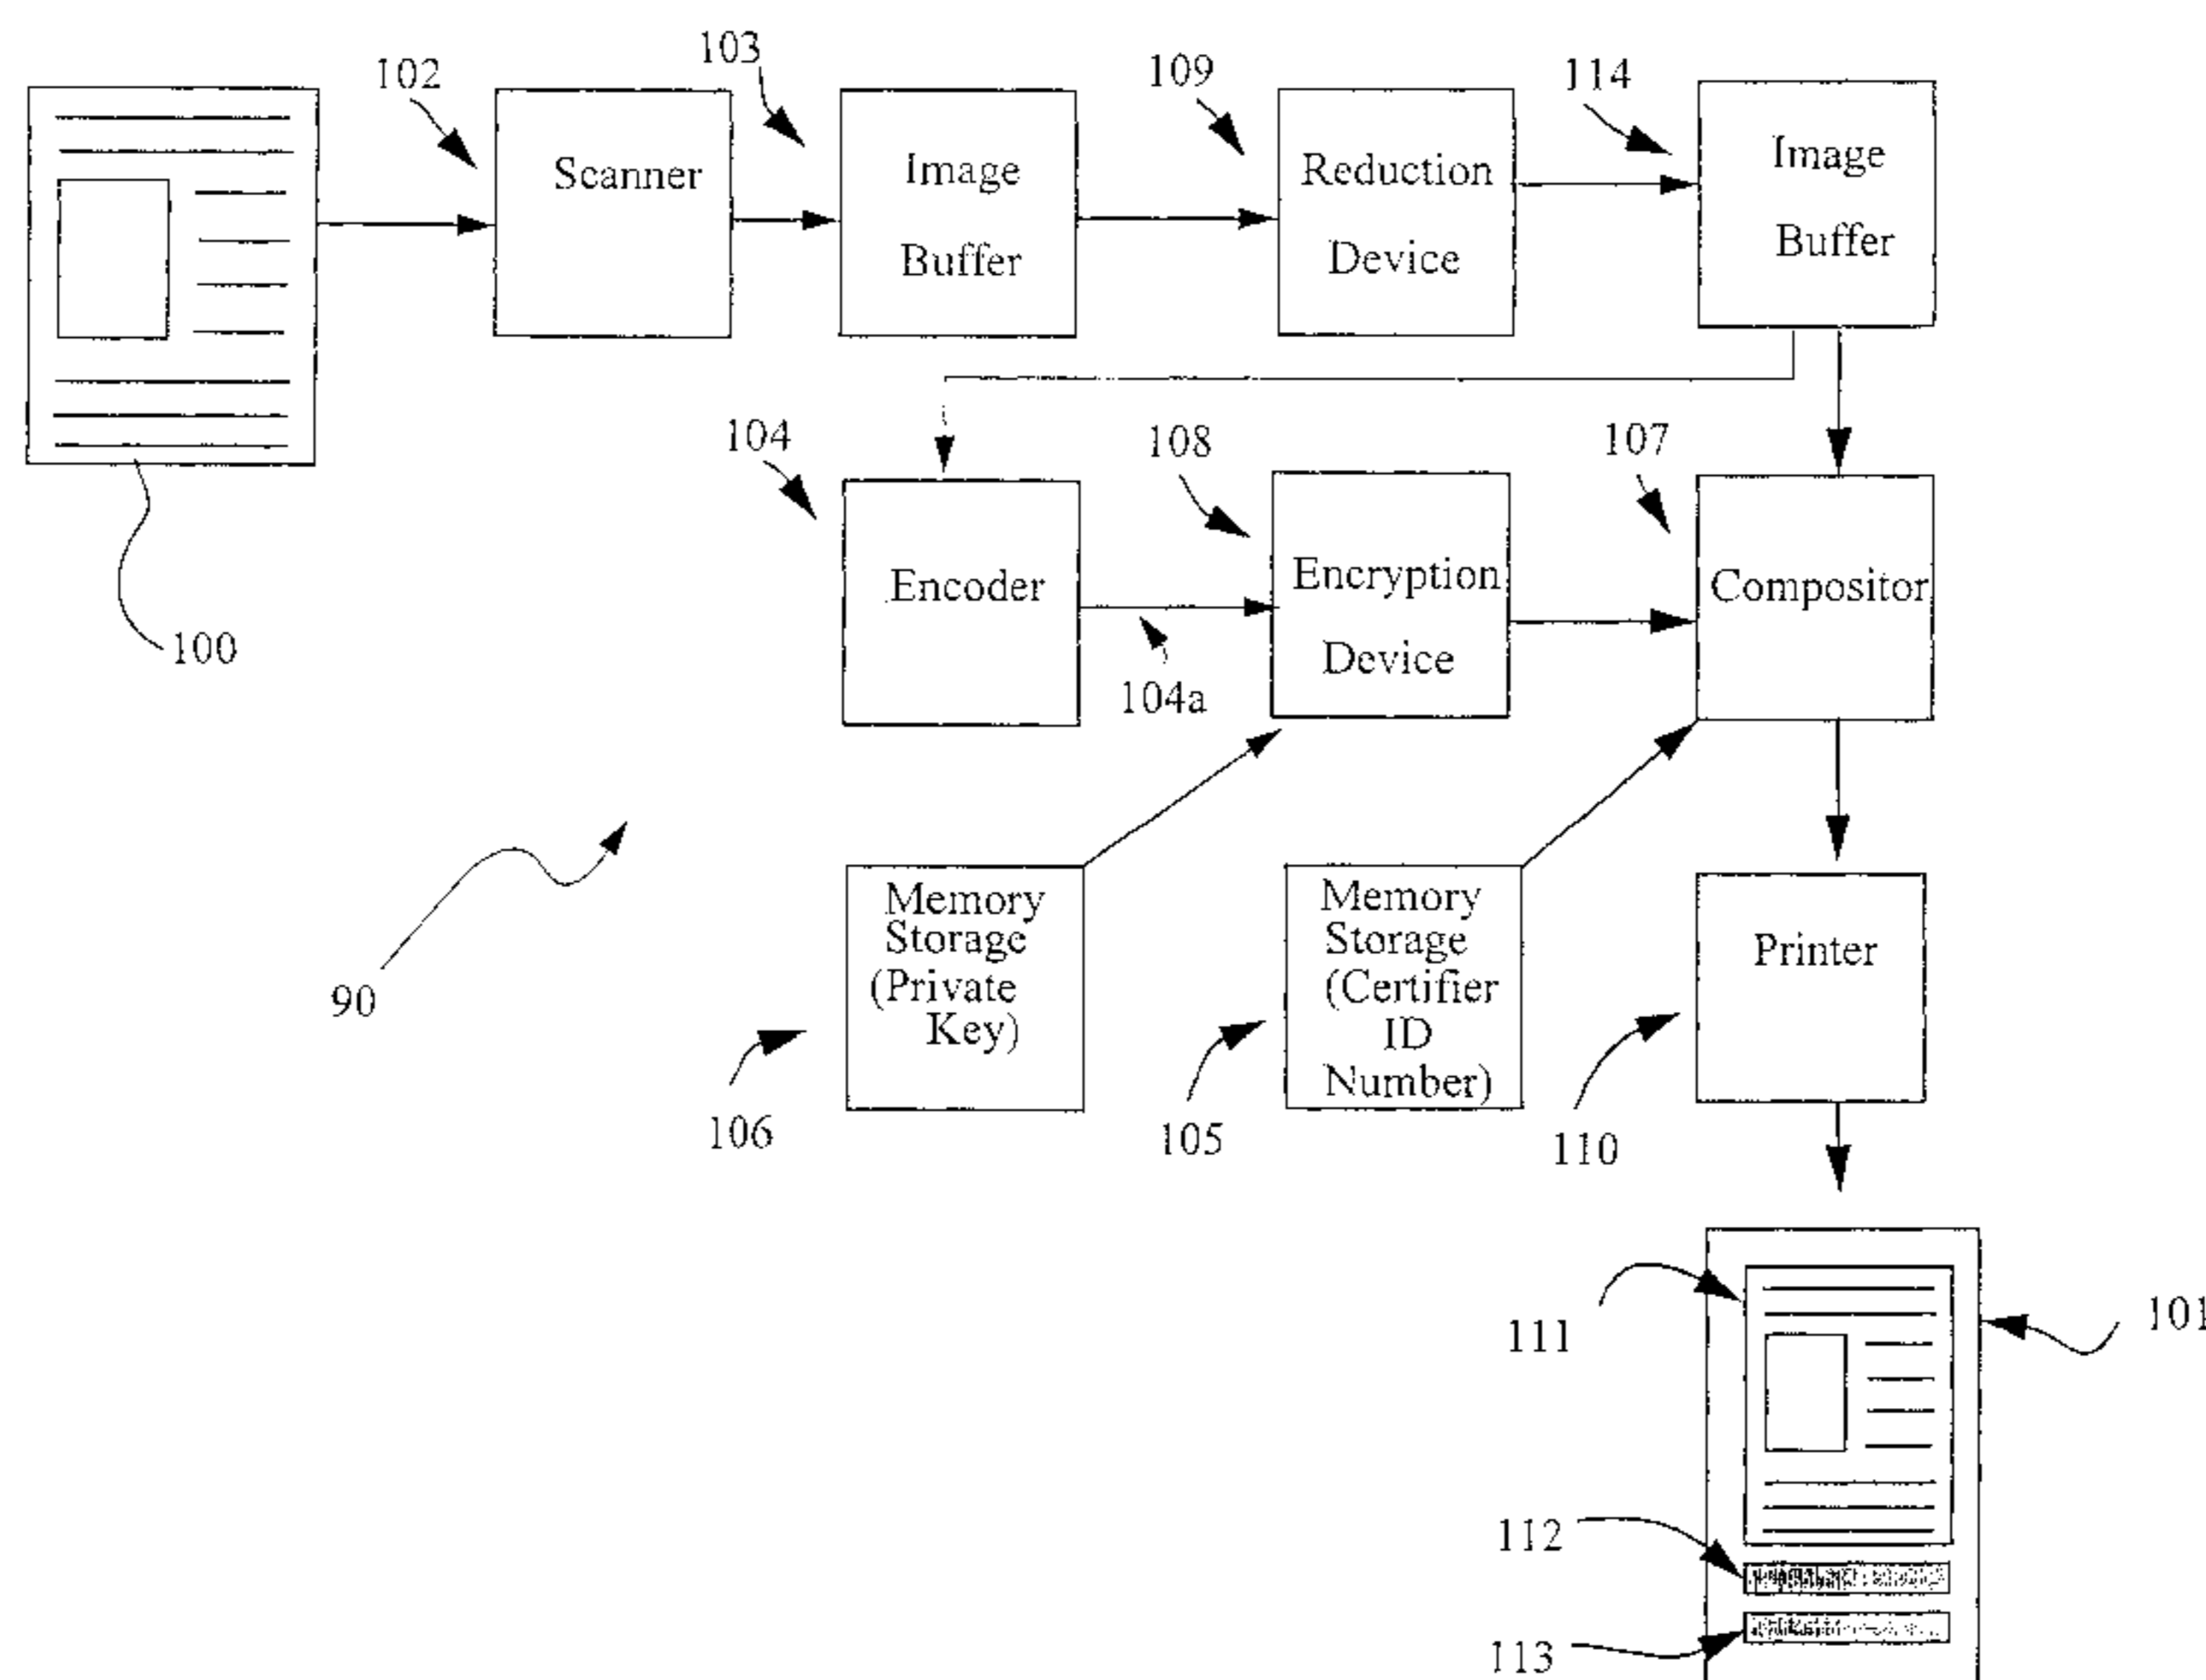 102
103
109
114
Scanner
Image
Buffer
Reduction
Device
Image
Buffer
100
104
108
107
Encoder
104a
Encryption
Device
Compositor
90
Memory
Storage
(Private
Key)
106
Memory
Storage
(Certifier
ID
Number)
105
Printer
110
111
101
112
113